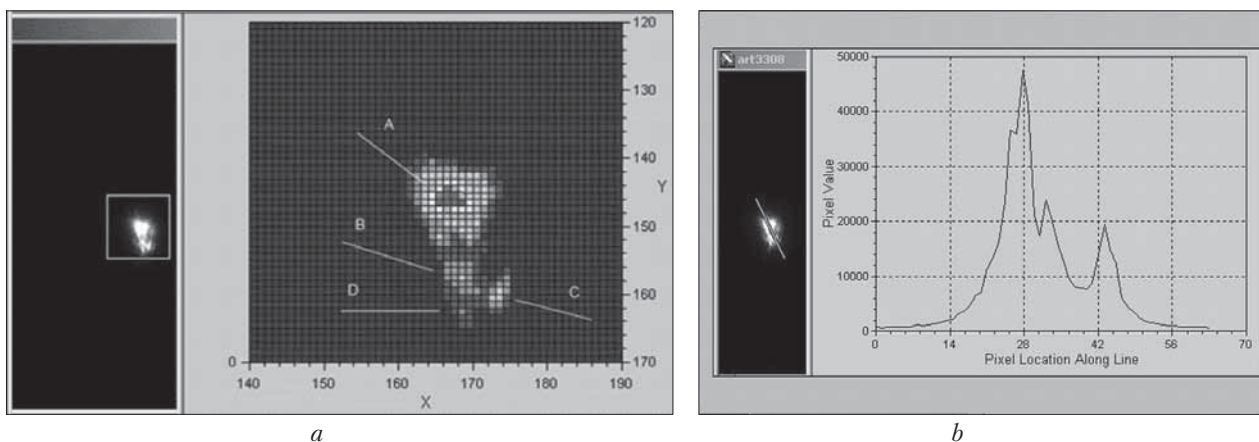 A
B
D
C
120
130
140
150
160
170
Y
0
140
150
160
170
180
190
X
a
art3308
50000
40000
30000
20000
10000
0
Pixel Value
0
14
28
42
56
70
Pixel Location Along Line
b